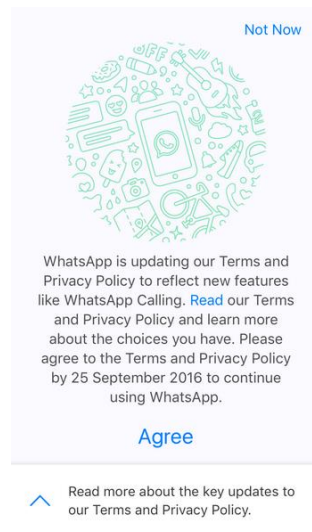 Not Now
OFF
WhatsApp is updating our Terms and
Privacy Policy to reflect new features
like WhatsApp Calling. Read our Terms
and Privacy Policy and learn more
about the choices you have. Please
agree to the Terms and Privacy Policy
by 25 September 2016 to continue
using WhatsApp.
Agree
Read more about the key updates to
our Terms and Privacy Policy.